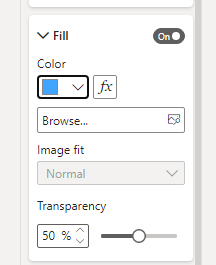 Fill
On
Color
fx
Browse...
Image fit
Normal
Transparency
50 %